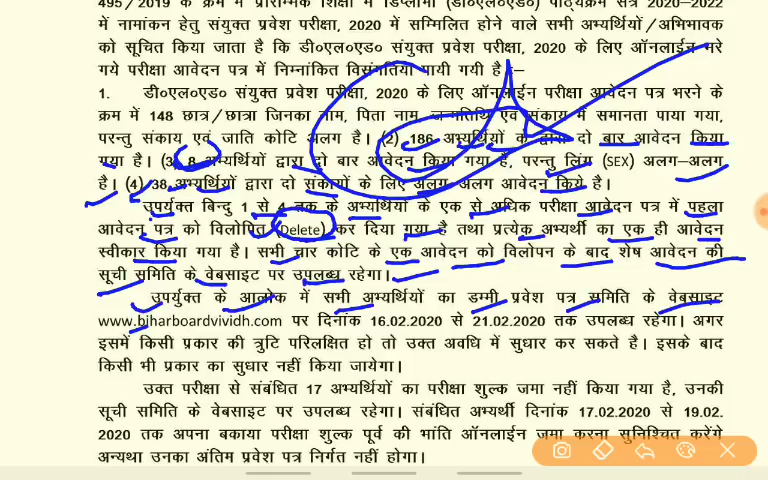 495/2019 के क्रम में प्रारम्भिक शिक्षा में डिप्लोमा (डी०एल०एड०) पाठ्यक्रम सत्र 2020–2022
में नामांकन हेतु संयुक्त प्रवेश परीक्षा, 2020 में सम्मिलित होने वाले सभी अभ्यर्थियों/अभिभावक
को सूचित किया जाता है कि डी०एल०एड० संयुक्त प्रवेश परीक्षा, 2020 के लिए ऑनलाईन भरे
गये परीक्षा आवेदन पत्र में निम्नांकित विसंगतियां पायी गयी है :–
1. डी०एल०एड० संयुक्त प्रवेश परीक्षा, 2020 के लिए ऑनलाईन परीक्षा आवेदन पत्र भरने के
क्रम में 148 छात्र/छात्रा जिनका नाम, पिता नाम, जन्मतिथि एवं संकाय में समानता पाया गया,
परन्तु संकाय एवं जाति कोटि अलग है। (2) 186 अभ्यर्थियों के द्वारा दो बार आवेदन किया
गया है। (3) 8 अभ्यर्थियों द्वारा दो बार आवेदन किया गया है, परन्तु लिंग (SEX) अलग–अलग
है। (4) 38 अभ्यर्थियों द्वारा दो संकायों के लिए अलग अलग आवेदन किये है।
उपर्युक्त बिन्दु 1 से 4 तक के अभ्यर्थियों के एक से अधिक परीक्षा आवेदन पत्र में पहला
आवेदन पत्र को विलोपित (Delete) कर दिया गया है तथा प्रत्येक अभ्यर्थी का एक ही आवेदन
स्वीकार किया गया है। सभी चार कोटि के एक आवेदन को विलोपन के बाद शेष आवेदन की
सूची समिति के वेबसाइट पर उपलब्ध रहेगा।
उपर्युक्त के आलोक में सभी अभ्यर्थियों का डम्मी प्रवेश पत्र समिति के वेबसाइट
www.biharboardvividh.com पर दिनांक 16.02.2020 से 21.02.2020 तक उपलब्ध रहेगा। अगर
इसमें किसी प्रकार की त्रुटि परिलक्षित हो तो उक्त अवधि में सुधार कर सकते है। इसके बाद
किसी भी प्रकार का सुधार नहीं किया जायेगा।
उक्त परीक्षा से संबंधित 17 अभ्यर्थियों का परीक्षा शुल्क जमा नहीं किया गया है, उनकी
सूची समिति के वेबसाइट पर उपलब्ध रहेगा। संबंधित अभ्यर्थी दिनांक 17.02.2020 से 19.02.
2020 तक अपना बकाया परीक्षा शुल्क पूर्व की भांति ऑनलाईन जमा करना सुनिश्चित करेंगे
अन्यथा उनका अंतिम प्रवेश पत्र निर्गत नहीं होगा।